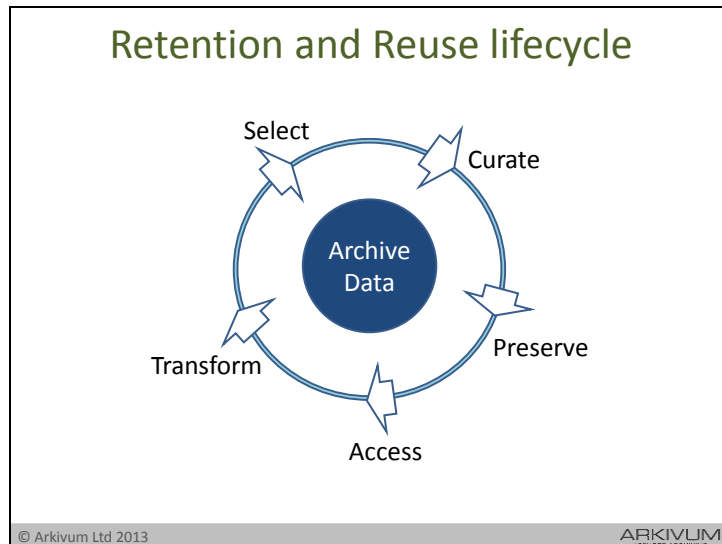 Retention and Reuse lifecycle
Select
Curate
Archive
Data
Preserve
Transform
Access
© Arkivum Ltd 2013
ARKIVUM